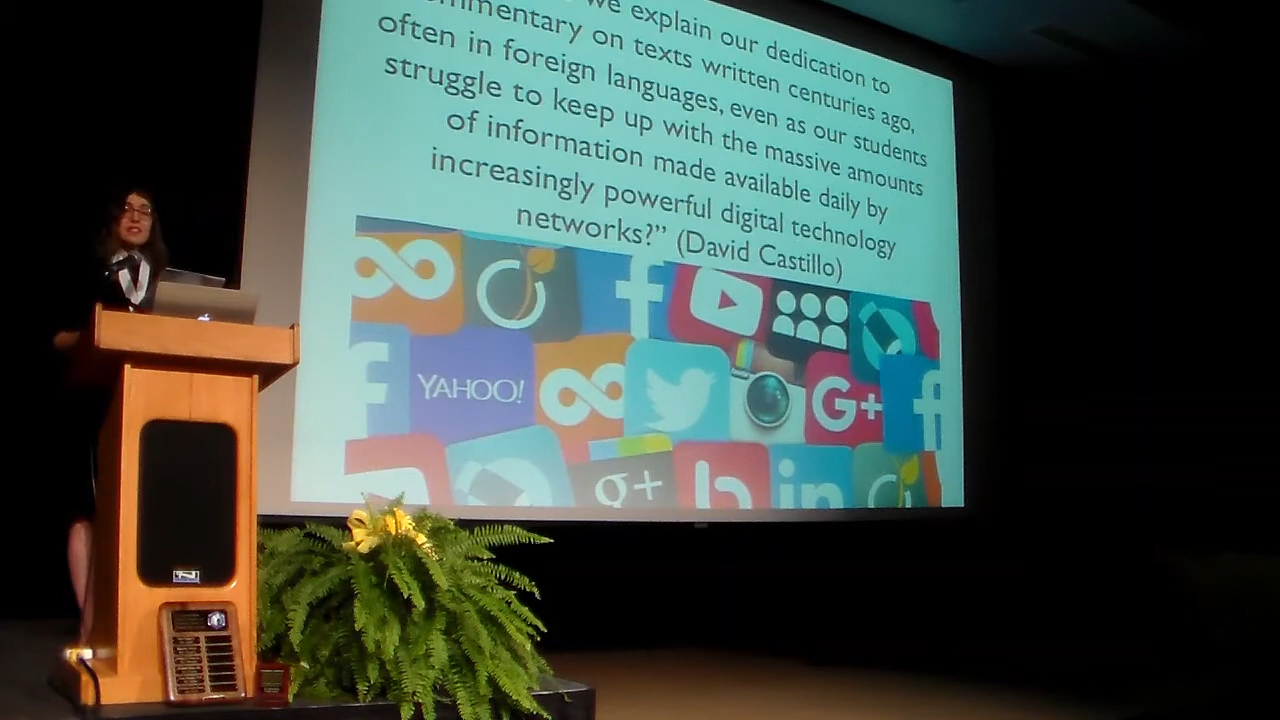 we explain our dedication to
commentary on texts written centuries ago,
often in foreign languages, even as our students
struggle to keep up with the massive amounts
of information made available daily by
increasingly powerful digital technology
networks?” (David Castillo)
f
f
YAHOO!
G+
f
g+
b
in